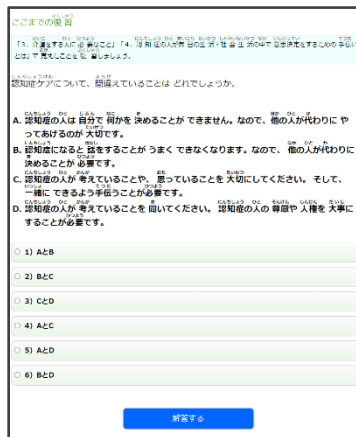 ここまでの復習
「3. 介護をする人に必要なこと」「4. 認知症の人が毎日の生活・社会生活の中で意思決定をするための手伝い
とは」で覚えたことを復習しましょう。
認知症ケアについて、間違えていることは どれでしょうか。
A. 認知症の人は自分で 何かを 決めることが できません。なので、他の人が代わりに や
ってあげるのが 大切です。
B. 認知症になると 話をすることが うまく できなくなります。なので、 他の人が代わりに
決めることが 必要です。
C. 認知症の人が 考えていることや、 思っていることを 大切にしてください。 そして、
一緒に できるよう手伝うことが必要です。
D. 認知症の人が 考えていることを 聞いてください。 認知症の人の 尊厳や 人権を 大事に
することが必要です。
1) AとB
2) BとC
3) CとD
4) AとC
5) AとD
6) BとD
解答する